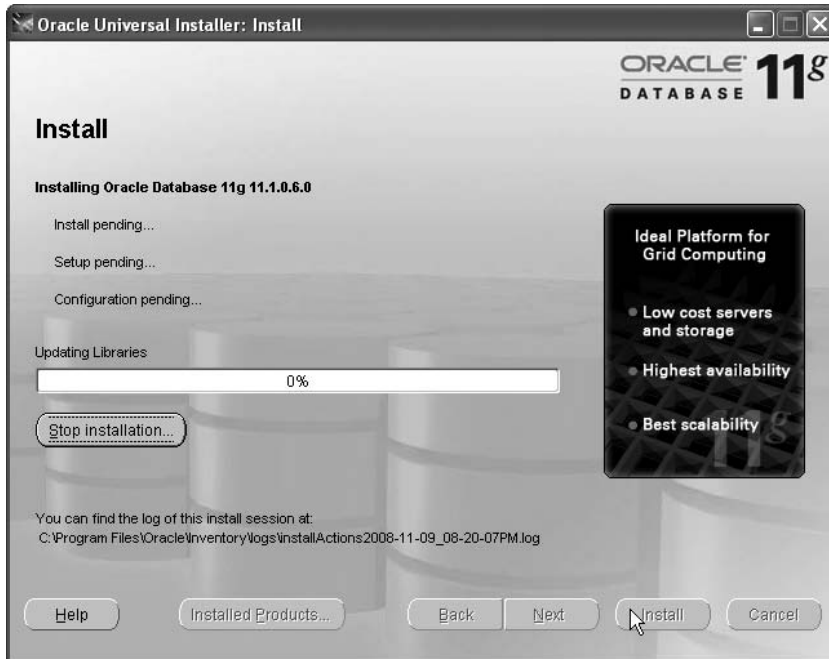 Oracle Universal Installer: Install
ORACLE
DATABASE 11g
Install
Installing Oracle Database 11g 11.1.0.6.0
Install pending...
Setup pending...
Configuration pending...
Updating Libraries
0%
Stop installation...
Ideal Platform for
Grid Computing
Low cost servers
and storage
Highest availability
Best scalability
11g
You can find the log of this install session at:
C:\Program Files\Oracle\Inventory\logs\installActions2008-11-09_08-20-07PM.log
Help
Installed Products...
Back
Next
Install
Cancel